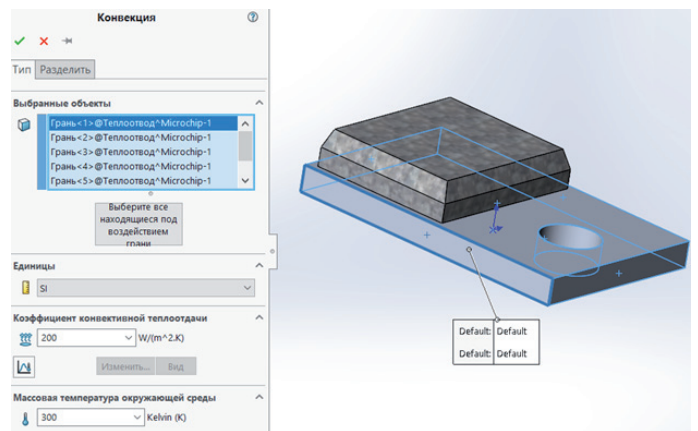 Конвекция
Тип Разделить
Выбранные объекты
Грань<1>@Теплоотвод^Microchip-1
Грань<2>@Теплоотвод^Microchip-1
Грань<3>@Теплоотвод^Microchip-1
Грань<4>@Теплоотвод^Microchip-1
Грань<5>@Теплоотвод^Microchip-1
Выберите все
находящиеся под
воздействием
грани
Единицы
SI
Коэффициент конвективной теплоотдачи
200 W/(m^2.K)
Изменить... Вид
Массовая температура окружающей среды
300 Kelvin (K)
Default: Default
Default: Default